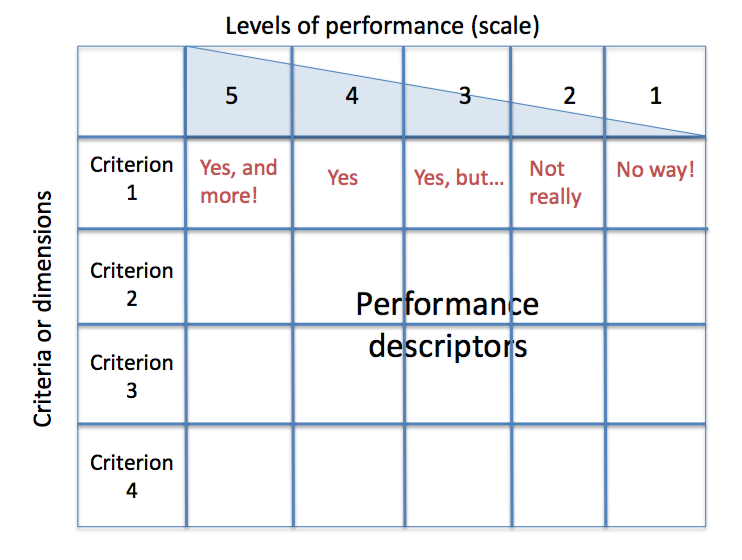 Levels of performance (scale)
5 4 3 2 1
Criterion
1
Yes, and
more!
Yes
Yes, but...
Not
really
No way!
Criteria or dimensions
Criterion
2
Performance
descriptors
Criterion
3
Criterion
4